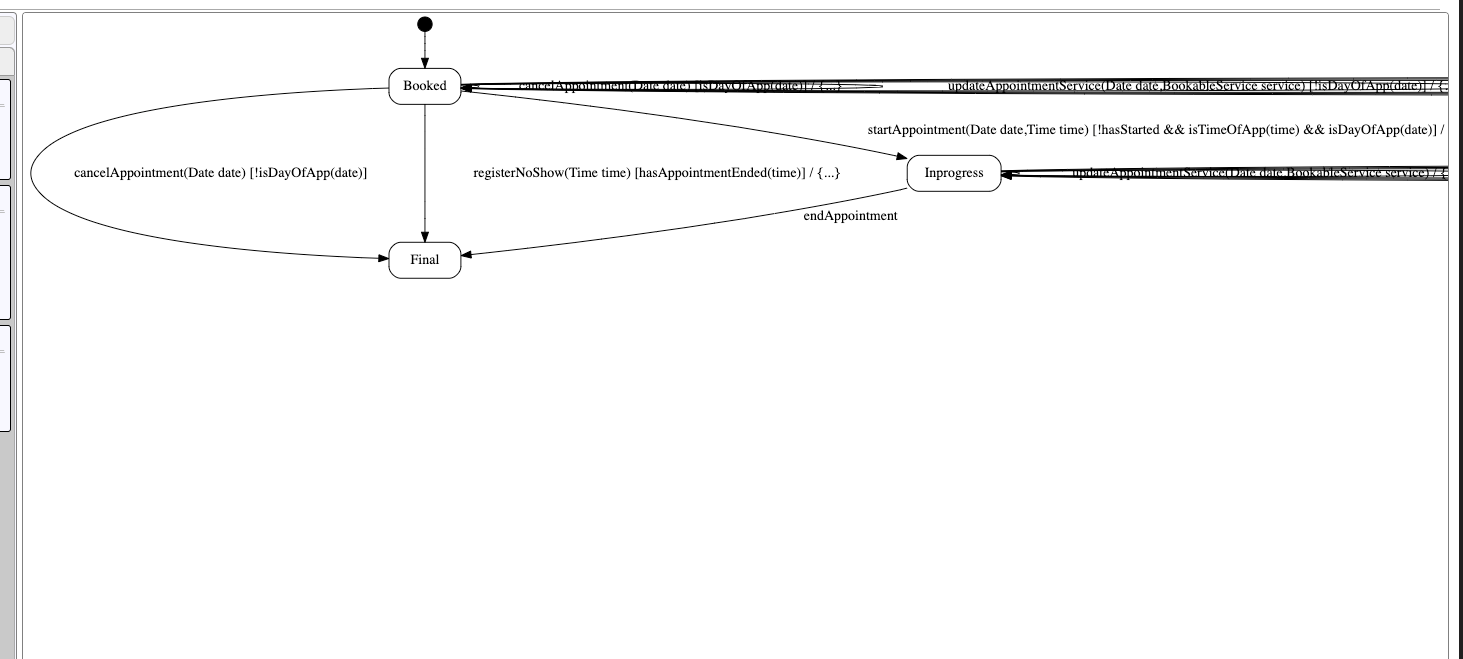 Booked
cancelAppointment(Date date) [isDayOfApp(date)] / {...}
updateAppointmentService(Date date,BookableService service) [!isDayOfApp(date)] / {.
startAppointment(Date date,Time time) [!hasStarted && isTimeOfApp(time) && isDayOfApp(date)] /
cancelAppointment(Date date) [!isDayOfApp(date)]
registerNoShow(Time time) [hasAppointmentEnded(time)] / {...}
Inprogress
updateAppointmentService(Date date,BookableService service) / {
endAppointment
Final